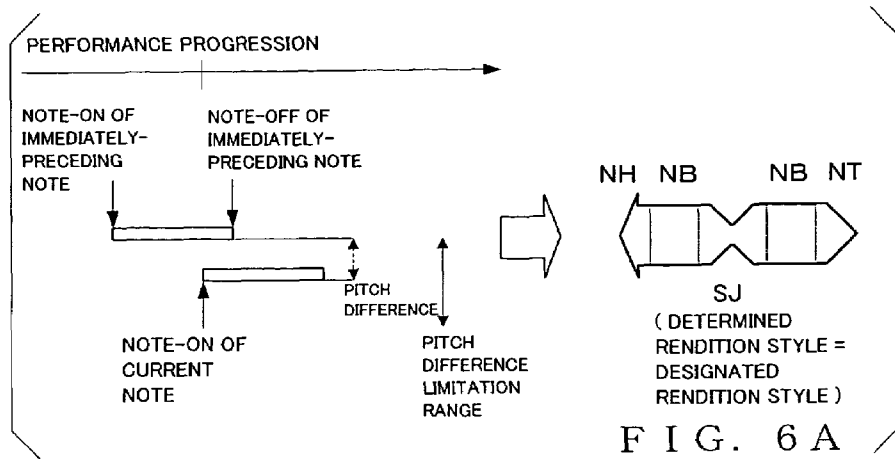 PERFORMANCE PROGRESSION
NOTE-ON OF
IMMEDIATELY-
PRECEDING
NOTE
NOTE-OFF OF
IMMEDIATELY-
PRECEDING NOTE
NH NB NB NT
PITCH
DIFFERENCE
SJ
NOTE-ON OF
CURRENT
NOTE
PITCH
DIFFERENCE
LIMITATION
RANGE
( DETERMINED
RENDITION STYLE =
DESIGNATED
RENDITION STYLE )
FIG. 6A